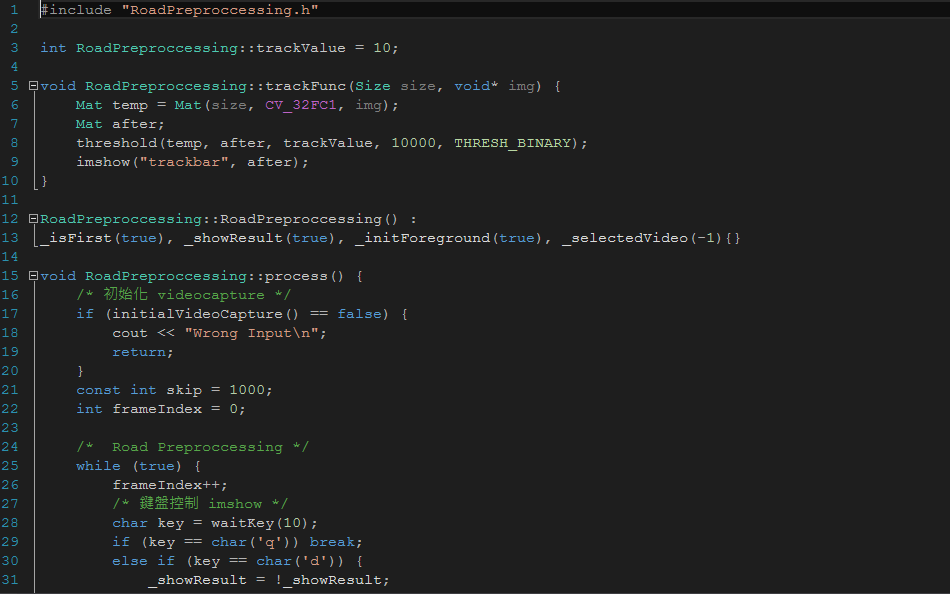 1 #include "RoadPreproccessing.h"
2
3 int RoadPreproccessing::trackValue = 10;
4
5 void RoadPreproccessing::trackFunc(Size size, void* img) {
6     Mat temp = Mat(size, CV_32FC1, img);
7     Mat after;
8     threshold(temp, after, trackValue, 10000, THRESH_BINARY);
9     imshow("trackbar", after);
10 }
11
12 RoadPreproccessing::RoadPreproccessing() :
13 _isFirst(true), _showResult(true), _initForeground(true), _selectedVideo(-1){}
14
15 void RoadPreproccessing::process() {
16     /* 初始化 videocapture */
17     if (initialVideoCapture() == false) {
18         cout << "Wrong Input\n";
19         return;
20     }
21     const int skip = 1000;
22     int frameIndex = 0;
23
24     /*  Road Preproccessing */
25     while (true) {
26         frameIndex++;
27         /* 鍵盤控制 imshow */
28         char key = waitKey(10);
29         if (key == char('q')) break;
30         else if (key == char('d')) {
31             _showResult = !_showResult;